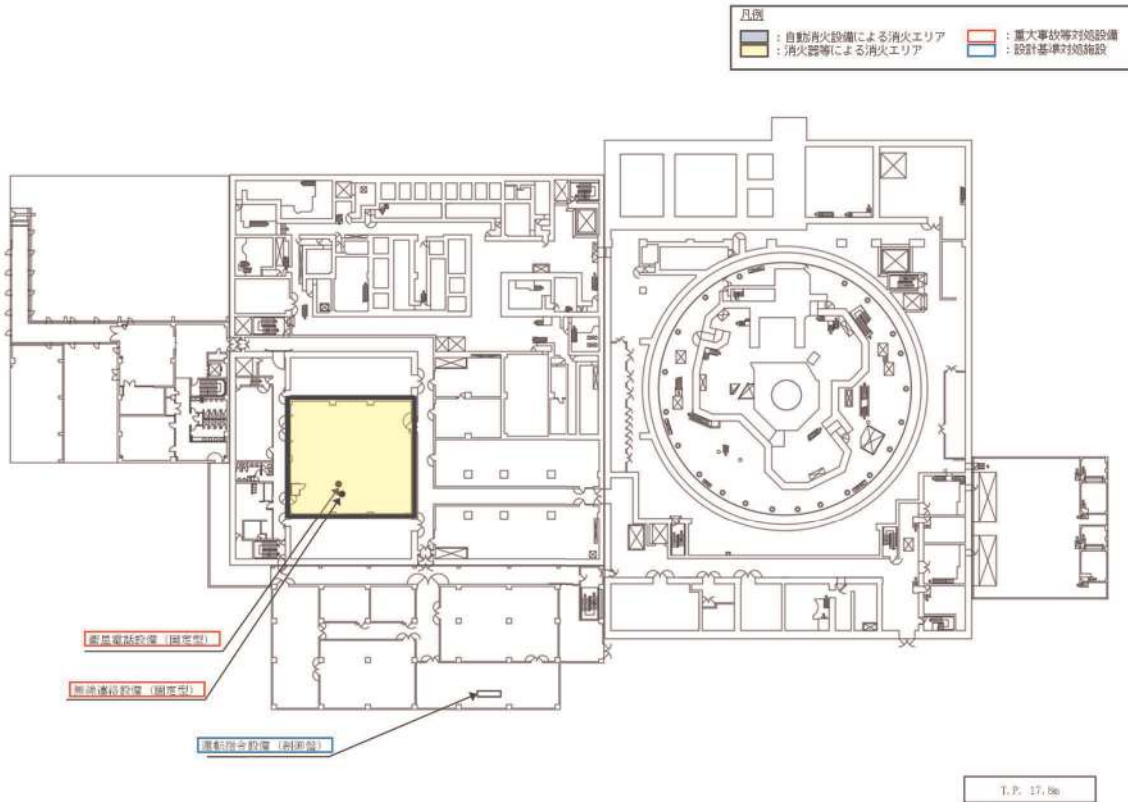 凡例
：自動消火設備による消火エリア
：消火器等による消火エリア
：重大事故等対処設備
：設計基準対処施設
衛星電話設備（固定型）
無線連絡設備（固定型）
運転指令設備（制御盤）
T.P. 17.8m